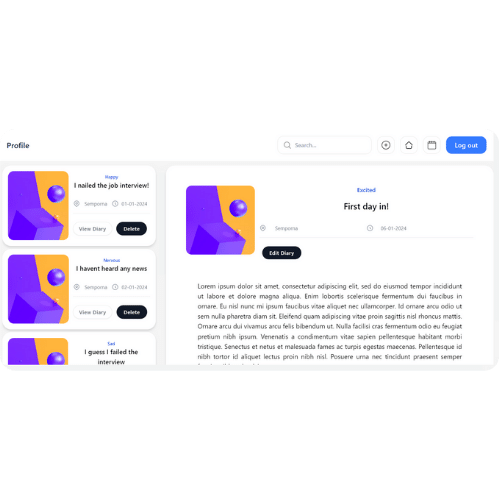 Profile
Search...
Log out
Happy
I nailed the job interview!
Semporna
01-01-2024
View Diary
Delete
Nervous
I havent heard any news
Semporna
02-01-2024
View Diary
Delete
Sad
I guess I failed the
interview
Excited
First day in!
Semporna
06-01-2024
Edit Diary
Lorem ipsum dolor sit amet, consectetur adipiscing elit, sed do eiusmod tempor incididunt
ut labore et dolore magna aliqua. Enim lobortis scelerisque fermentum dui faucibus in
ornare. Eu nisl nunc mi ipsum faucibus vitae aliquet nec ullamcorper. Id ornare arcu odio ut
sem nulla pharetra diam sit. Eleifend quam adipiscing vitae proin sagittis nisl rhoncus mattis.
Ornare arcu dui vivamus arcu felis bibendum ut. Nulla facilisi cras fermentum odio eu feugiat
pretium nibh ipsum. Venenatis a condimentum vitae sapien pellentesque habitant morbi
tristique. Senectus et netus et malesuada fames ac turpis egestas maecenas. Pellentesque id
nibh tortor id aliquet lectus proin nibh nisl. Posuere urna nec tincidunt praesent semper